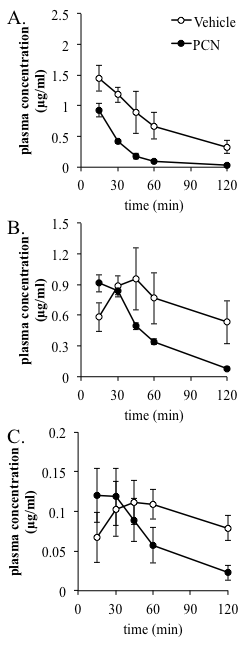 A.
2.5
2
1.5
1
0.5
0
plasma concentration
(µg/ml)
Vehicle
PCN
0 30 60 90 120
time (min)
B.
1.5
1.2
0.9
0.6
0.3
0
plasma concentration
(µg/ml)
0 30 60 90 120
time (min)
C.
0.2
0.15
0.1
0.05
0
plasma concentration
(µg/ml)
0 30 60 90 120
time (min)